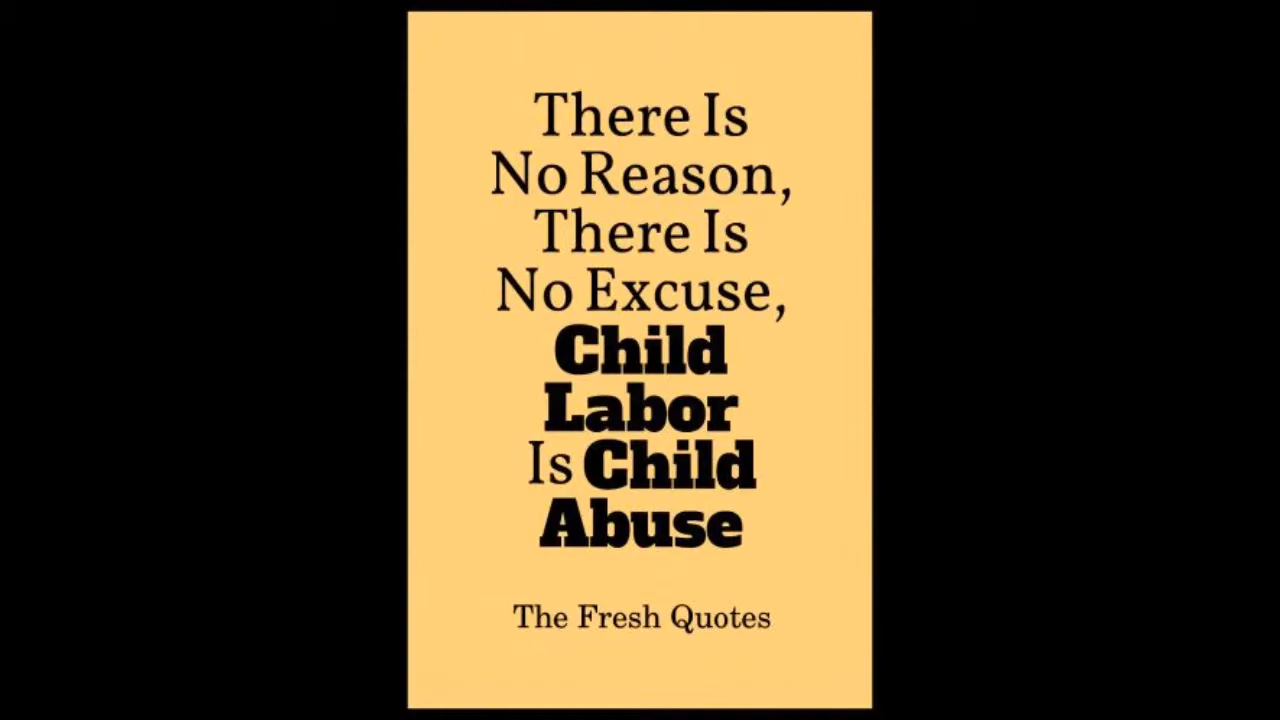 There Is
No Reason,
There Is
No Excuse,
Child
Labor
Is Child
Abuse
The Fresh Quotes